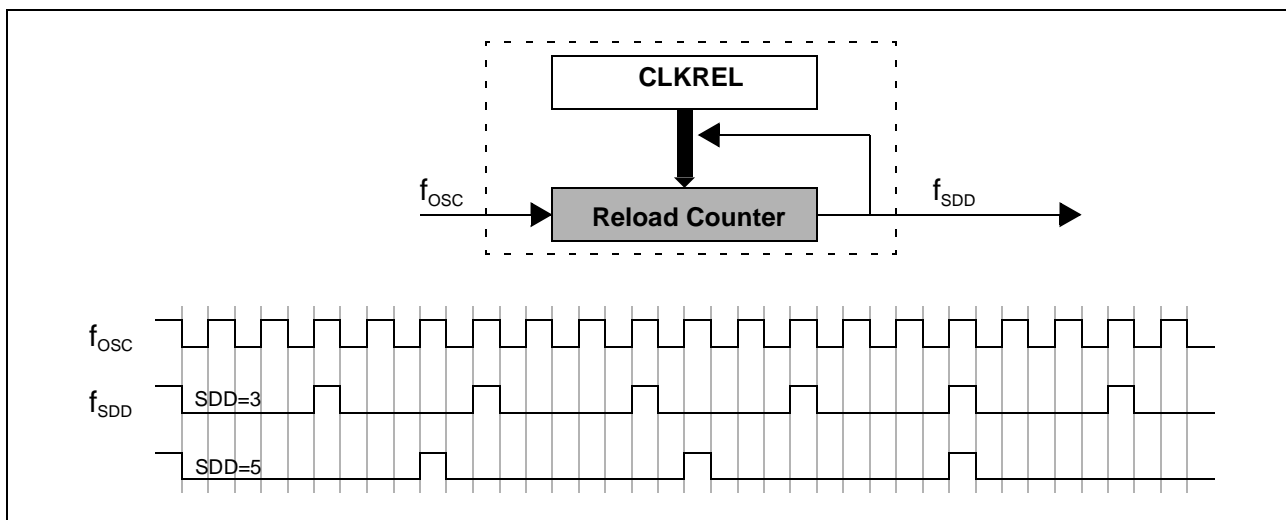 CLKREL
fOSC
Reload Counter
fSDD
fOSC
fSDD
SDD=3
SDD=5